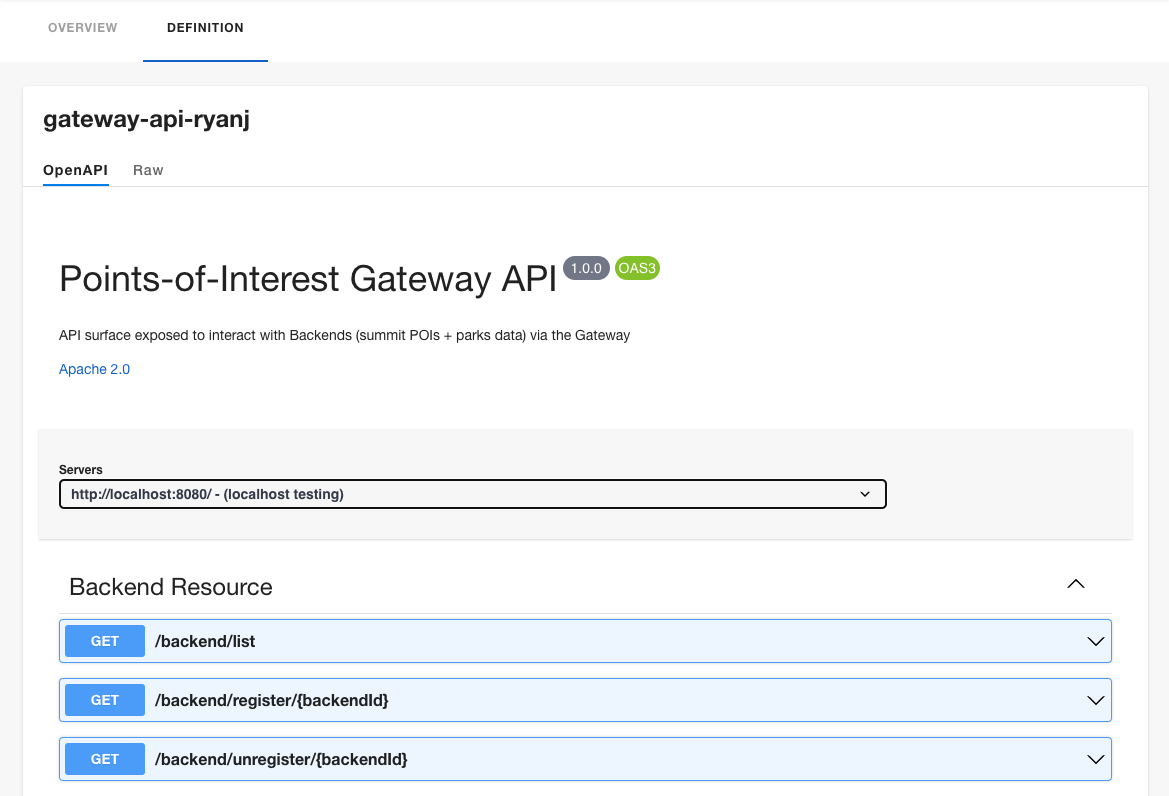 OVERVIEW DEFINITION
gateway-api-ryanj
OpenAPI Raw
Points-of-Interest Gateway API 1.0.0 OAS3
API surface exposed to interact with Backends (summit POIs + parks data) via the Gateway
Apache 2.0
Servers
http://localhost:8080/ - (localhost testing)
Backend Resource
GET /backend/list
GET /backend/register/{backendId}
GET /backend/unregister/{backendId}